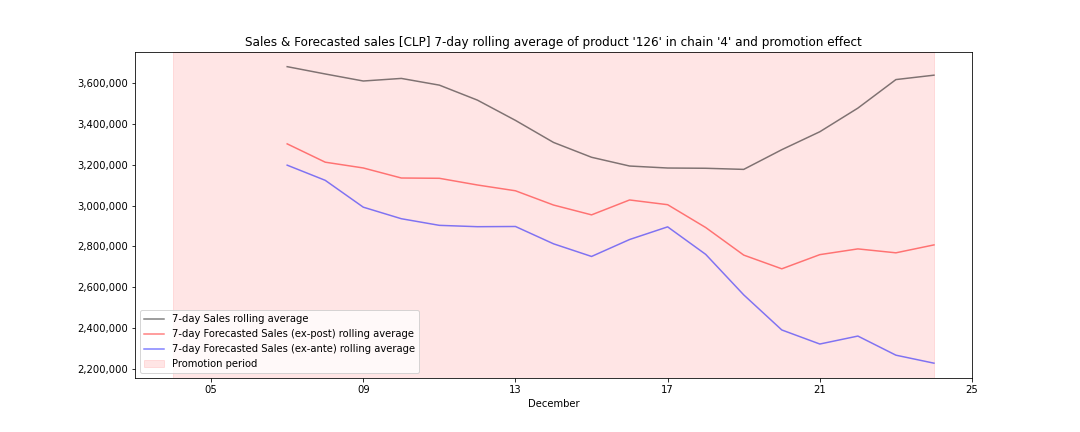 Sales & Forecasted sales [CLP] 7-day rolling average of product '126' in chain '4' and promotion effect
3,600,000
3,400,000
3,200,000
3,000,000
2,800,000
2,600,000
2,400,000
2,200,000
7-day Sales rolling average
7-day Forecasted Sales (ex-post) rolling average
7-day Forecasted Sales (ex-ante) rolling average
Promotion period
05 09 13 17 21 25
December